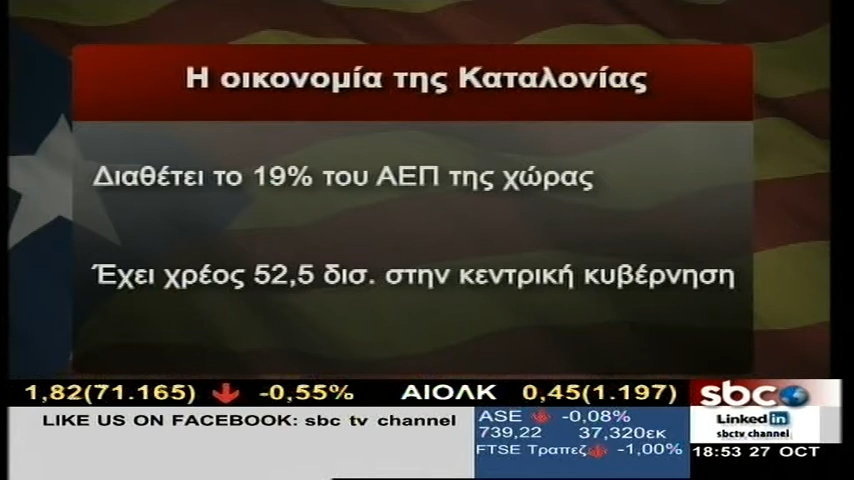 Η οικονομία της Καταλονίας
Διαθέτει το 19% του ΑΕΠ της χώρας
Έχει χρέος 52,5 δισ. στην κεντρική κυβέρνηση
1,82(71.165) -0,55% ΑΙΟΛΚ 0,45(1.197)
sbc
LIKE US ON FACEBOOK: sbc tv channel
ASE -0,08%
739,22 37,320εκ
FTSE Τραπεζ -1,00%
Linked in
sbctv channel
18:53 27 OCT